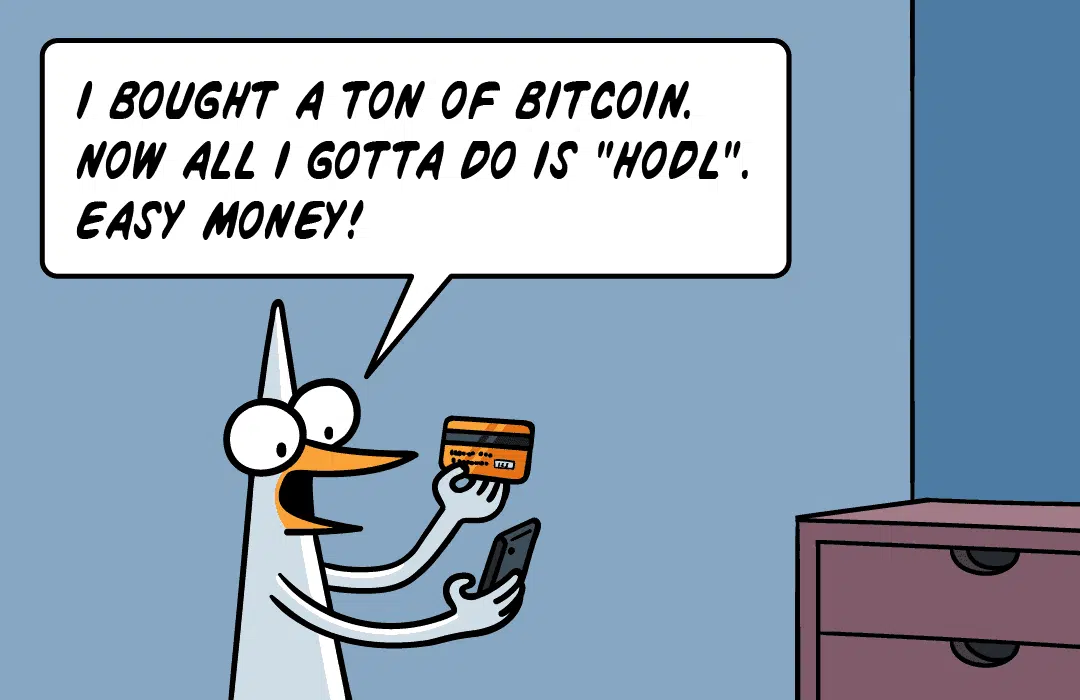 I BOUGHT A TON OF BITCOIN.
NOW ALL I GOTTA DO IS "HODL".
EASY MONEY!